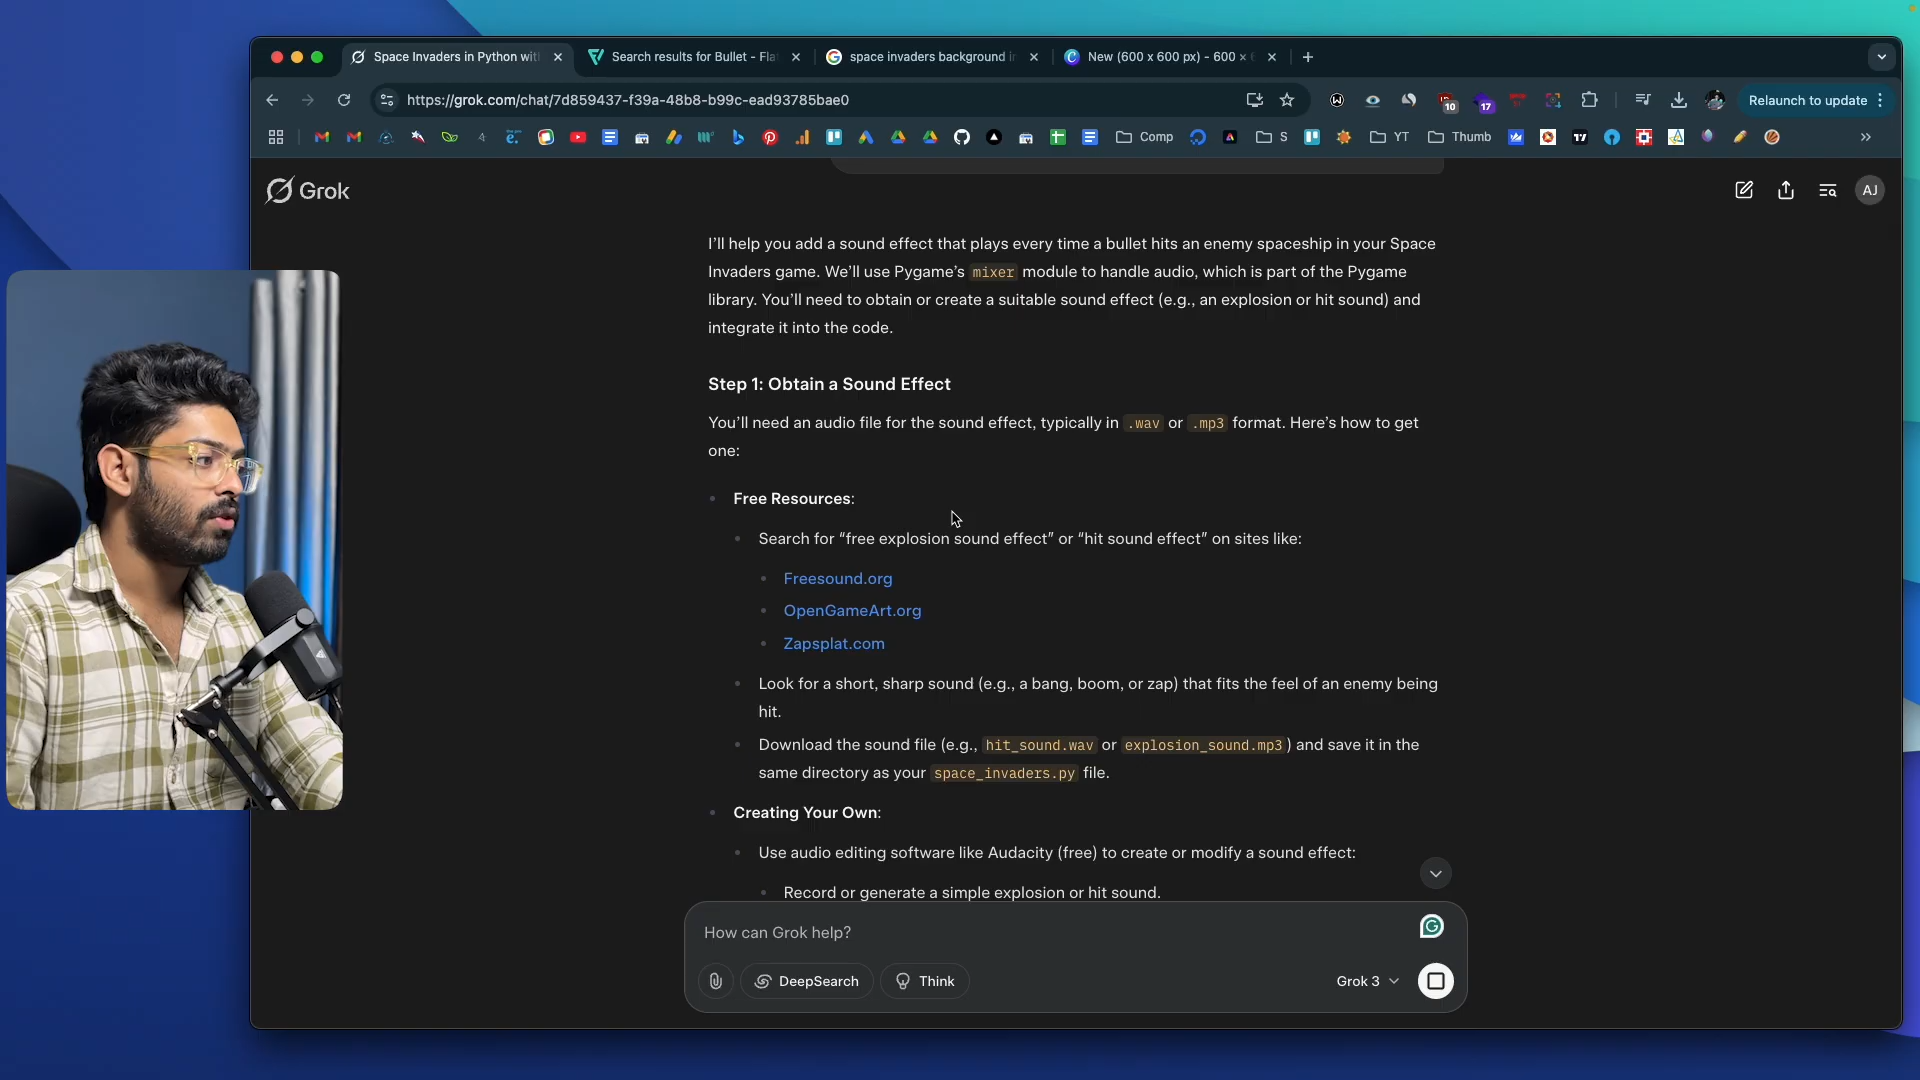 Space Invaders in Python wit
Search results for Bullet - Fla
space invaders background i
New (600 x 600 px) - 600 ×
https://grok.com/chat/7d859437-f39a-48b8-b99c-ead93785bae0
10
17
Relaunch to update
Comp
S
YT
Thumb
Grok
AJ
I'll help you add a sound effect that plays every time a bullet hits an enemy spaceship in your Space
Invaders game. We'll use Pygame's mixer module to handle audio, which is part of the Pygame
library. You'll need to obtain or create a suitable sound effect (e.g., an explosion or hit sound) and
integrate it into the code.
Step 1: Obtain a Sound Effect
You'll need an audio file for the sound effect, typically in .wav or .mp3 format. Here's how to get
one:
Free Resources:
Search for “free explosion sound effect” or “hit sound effect” on sites like:
Freesound.org
OpenGameArt.org
Zapsplat.com
Look for a short, sharp sound (e.g., a bang, boom, or zap) that fits the feel of an enemy being
hit.
Download the sound file (e.g., hit_sound.wav or explosion_sound.mp3) and save it in the
same directory as your space_invaders.py file.
Creating Your Own:
Use audio editing software like Audacity (free) to create or modify a sound effect:
Record or generate a simple explosion or hit sound.
How can Grok help?
DeepSearch
Think
Grok 3